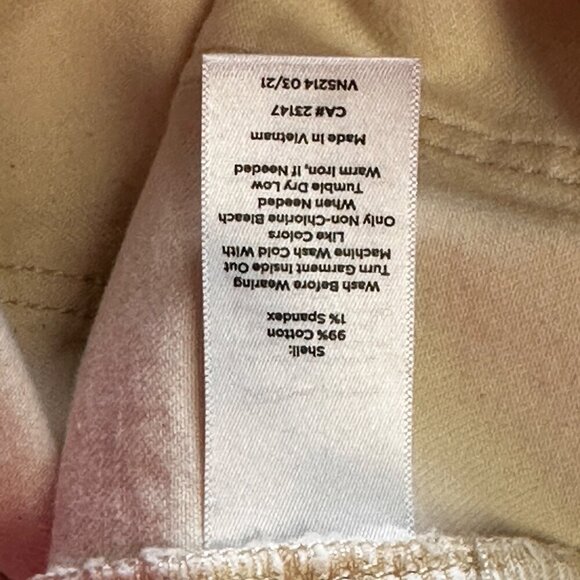 Shell:
99% Cotton
1% Spandex
Wash Before Wearing
Turn Garment Inside Out
Machine Wash Cold With
Like Colors
Only Non-Chlorine Bleach
When Needed
Tumble Dry Low
Warm Iron, If Needed
Made In Vietnam
CA# 23147
VN5214 03/21